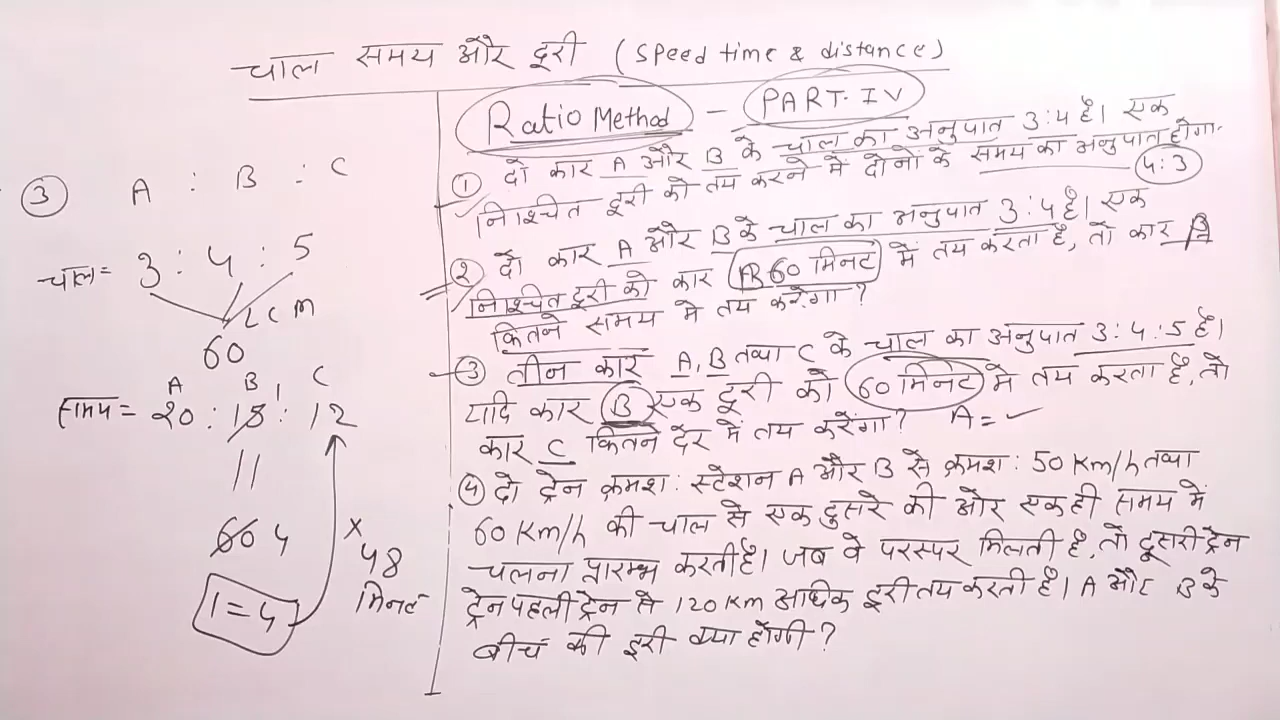 चाल समय और दूरी (Speed time & distance)
Ratio Method - PART-IV
① दो कार A और B के चाल का अनुपात 3:4 है। एक
निश्चित दूरी को तय करने में दोनों के समय का अनुपात होगा-
4:3
② दो कार A और B के चाल का अनुपात 3:4 है। एक
निश्चित दूरी को कार 60 मिनट में तय करता है, तो कार B
कितने समय मे तय करेगा?
③ तीन कार A, B तथा C के चाल का अनुपात 3:4:5 है।
यदि कार B एक दूरी को 60 मिनट मे तय करता है, तो
कार C कितने देर में तय करेंगा? A = ✓
④ दो ट्रेन क्रमश: स्टेशन A और B से क्रमश: 50 Km/h तथा
60 Km/h की चाल से एक दुसरे की ओर एक ही समय में
चलना प्रारम्भ करती है। जब वे परस्पर मिलती है, तो दूसरी ट्रेन
ट्रेन पहली ट्रेन से 120 Km अधिक दूरी तय करती है। A और B के
बीच की दूरी क्या होगी?
③ A : B : C
चाल = 3 : 4 : 5
LCM
60
A B C
समय = 20 : 15 : 12
11
60 4
1 = 4
× 48
मिनट